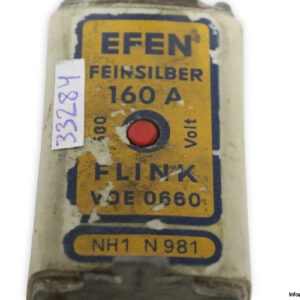 EFEN
FEINSILBER
160 A
500 Volt
FLINK
VDE 0660
NH1 N 981
33284